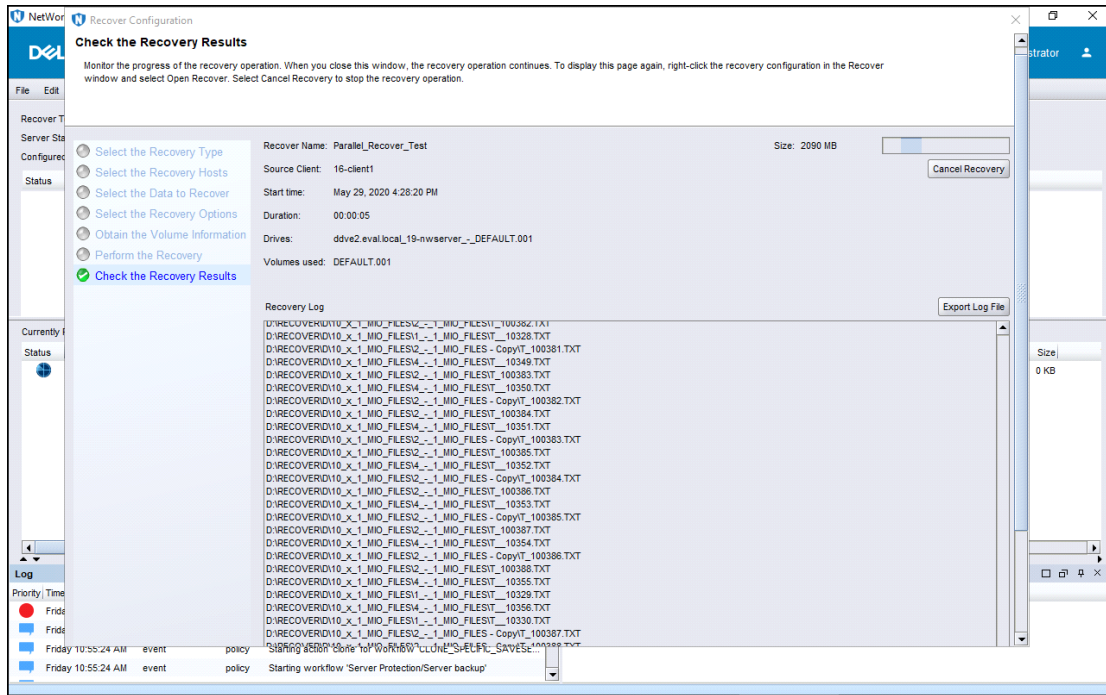 NetWor
Recover Configuration
DELL
strator
Check the Recovery Results
Monitor the progress of the recovery operation. When you close this window, the recovery operation continues. To display this page again, right-click the recovery configuration in the Recover
window and select Open Recover. Select Cancel Recovery to stop the recovery operation.
File Edit
Recover T
Server Sta
Configured
Status
Select the Recovery Type
Select the Recovery Hosts
Select the Data to Recover
Select the Recovery Options
Obtain the Volume Information
Perform the Recovery
Check the Recovery Results
Recover Name: Parallel_Recover_Test
Size: 2090 MB
Source Client: 16-client1
Cancel Recovery
Start time: May 29, 2020 4:28:20 PM
Duration: 00:00:05
Drives: ddve2.eval.local_19-nwserver_-_DEFAULT.001
Volumes used: DEFAULT.001
Recovery Log
Export Log File
D:\RECOVER\D\10_x_1_MIO_FILES\2_-_1_MIO_FILES\T_100382.TXT
D:\RECOVER\D\10_x_1_MIO_FILES\1_-_1_MIO_FILES\T__10328.TXT
D:\RECOVER\D\10_x_1_MIO_FILES\2_-_1_MIO_FILES - Copy\T_100381.TXT
D:\RECOVER\D\10_x_1_MIO_FILES\4_-_1_MIO_FILES\T__10349.TXT
D:\RECOVER\D\10_x_1_MIO_FILES\2_-_1_MIO_FILES\T_100383.TXT
D:\RECOVER\D\10_x_1_MIO_FILES\4_-_1_MIO_FILES\T__10350.TXT
D:\RECOVER\D\10_x_1_MIO_FILES\2_-_1_MIO_FILES - Copy\T_100382.TXT
D:\RECOVER\D\10_x_1_MIO_FILES\2_-_1_MIO_FILES\T_100384.TXT
D:\RECOVER\D\10_x_1_MIO_FILES\4_-_1_MIO_FILES\T__10351.TXT
D:\RECOVER\D\10_x_1_MIO_FILES\2_-_1_MIO_FILES - Copy\T_100383.TXT
D:\RECOVER\D\10_x_1_MIO_FILES\2_-_1_MIO_FILES\T_100385.TXT
D:\RECOVER\D\10_x_1_MIO_FILES\4_-_1_MIO_FILES\T__10352.TXT
D:\RECOVER\D\10_x_1_MIO_FILES\2_-_1_MIO_FILES - Copy\T_100384.TXT
D:\RECOVER\D\10_x_1_MIO_FILES\2_-_1_MIO_FILES\T_100386.TXT
D:\RECOVER\D\10_x_1_MIO_FILES\4_-_1_MIO_FILES\T__10353.TXT
D:\RECOVER\D\10_x_1_MIO_FILES\2_-_1_MIO_FILES - Copy\T_100385.TXT
D:\RECOVER\D\10_x_1_MIO_FILES\2_-_1_MIO_FILES\T_100387.TXT
D:\RECOVER\D\10_x_1_MIO_FILES\4_-_1_MIO_FILES\T__10354.TXT
D:\RECOVER\D\10_x_1_MIO_FILES\2_-_1_MIO_FILES - Copy\T_100386.TXT
D:\RECOVER\D\10_x_1_MIO_FILES\2_-_1_MIO_FILES\T_100388.TXT
D:\RECOVER\D\10_x_1_MIO_FILES\4_-_1_MIO_FILES\T__10355.TXT
D:\RECOVER\D\10_x_1_MIO_FILES\1_-_1_MIO_FILES\T__10329.TXT
D:\RECOVER\D\10_x_1_MIO_FILES\4_-_1_MIO_FILES\T__10356.TXT
D:\RECOVER\D\10_x_1_MIO_FILES\1_-_1_MIO_FILES\T__10330.TXT
D:\RECOVER\D\10_x_1_MIO_FILES\2_-_1_MIO_FILES - Copy\T_100387.TXT
Currently
Status
Size
0 KB
Log
Priority Time
Frida
Frida
Friday 10:55:24 AM event policy Starting action 'clone' for workflow 'CLONE_SPECIFIC_SAVESE...
Friday 10:55:24 AM event policy Starting workflow 'Server Protection/Server backup'